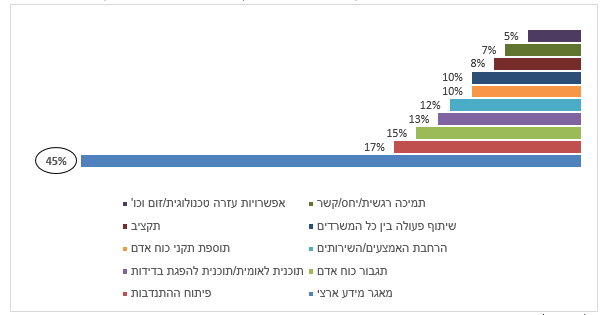 5%
7%
8%
10%
10%
12%
13%
15%
17%
45%
תמיכה רגשית/יחס/קשר אפשרויות עזרה טכנולוגית/זום וכו'
שיתוף פעולה בין כל המשרדים תקציב
הרחבת האמצעים/השירותים תוספת תקני כוח אדם
תגבור כוח אדם תוכנית לאומית/תוכנית להפגת בדידות
מאגר מידע ארצי פיתוח ההתנדבות